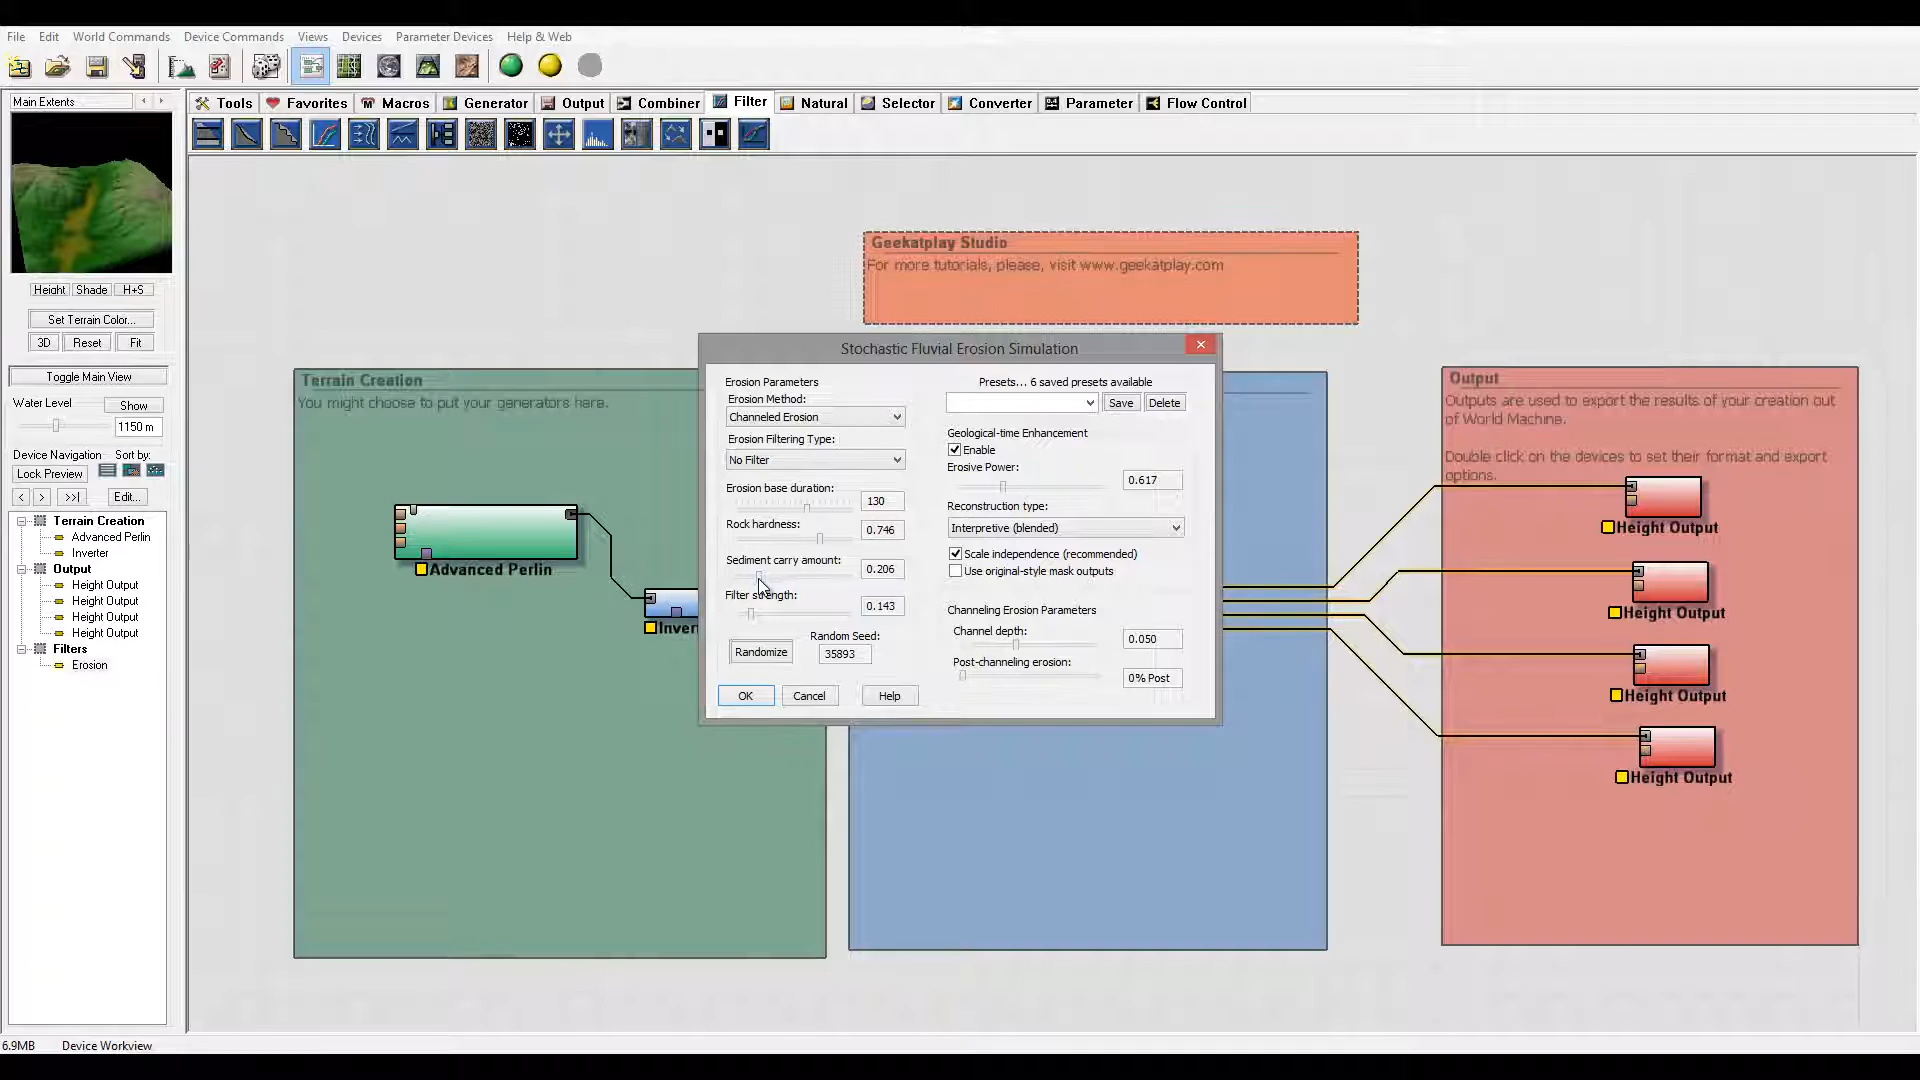 File Edit World Commands Device Commands Views Devices Parameter Devices Help & Web
Main Extents
Tools Favorites Macros Generator Output Combiner Filter Natural Selector Converter Parameter Flow Control
Height Shade H+S
Set Terrain Color...
3D Reset Fit
Toggle Main View
Water Level Show
1150 m
Device Navigation Sort by:
Lock Preview
< > >>| Edit...
Terrain Creation
Advanced Perlin
Inverter
Output
Height Output
Height Output
Height Output
Height Output
Filters
Erosion
Geekatplay Studio
For more tutorials, please, visit www.geekatplay.com
Terrain Creation
You might choose to put your generators here.
Advanced Perlin
Inver
Stochastic Fluvial Erosion Simulation
Erosion Parameters
Erosion Method:
Channeled Erosion
Erosion Filtering Type:
No Filter
Erosion base duration:
130
Rock hardness:
0.746
Sediment carry amount:
0.206
Filter strength:
0.143
Randomize
Random Seed:
35893
OK Cancel Help
Presets... 6 saved presets available
Save Delete
Geological-time Enhancement
Enable
Erosive Power:
0.617
Reconstruction type:
Interpretive (blended)
Scale independence (recommended)
Use original-style mask outputs
Channeling Erosion Parameters
Channel depth:
0.050
Post-channeling erosion:
0% Post
Output
Outputs are used to export the results of your creation out
of World Machine.
Double click on the devices to set their format and export
options.
Height Output
Height Output
Height Output
Height Output
6.9MB Device Workview